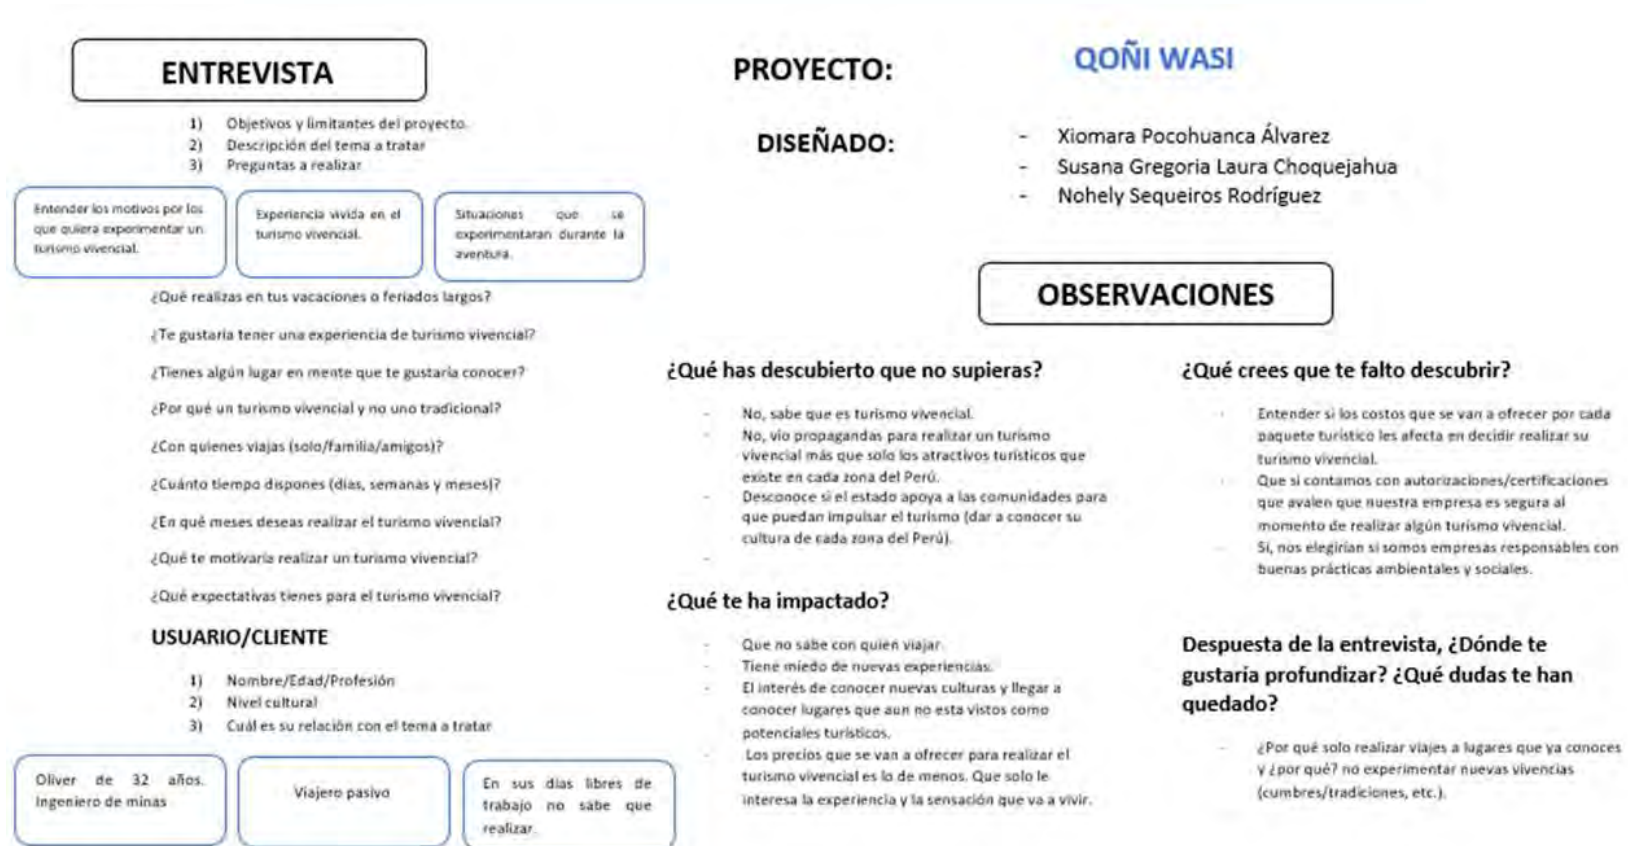 ENTREVISTA
1) Objetivos y limitantes del proyecto.
2) Descripción del tema a tratar
3) Preguntas a realizar
Entender los motivos por los
que quiera experimentar un
turismo vivencial.
Experiencia vivida en el
turismo vivencial.
Situaciones que se
experimentaran durante la
aventura.
¿Qué realizas en tus vacaciones o feriados largos?
¿Te gustaría tener una experiencia de turismo vivencial?
¿Tienes algún lugar en mente que te gustaría conocer?
¿Por qué un turismo vivencial y no uno tradicional?
¿Con quienes viajas (solo/familia/amigos)?
¿Cuánto tiempo dispones (días, semanas y meses)?
¿En qué meses deseas realizar el turismo vivencial?
¿Qué te motivaría realizar un turismo vivencial?
¿Qué expectativas tienes para el turismo vivencial?
USUARIO/CLIENTE
1) Nombre/Edad/Profesión
2) Nivel cultural
3) Cuál es su relación con el tema a tratar
Oliver de 32 años.
Ingeniero de minas
Viajero pasivo
En sus días libres de
trabajo no sabe que
realizar.
PROYECTO:
QOÑI WASI
DISEÑADO:
- Xiomara Pocohuanca Álvarez
- Susana Gregoria Laura Choquejahua
- Nohely Sequeiros Rodríguez
OBSERVACIONES
¿Qué has descubierto que no supieras?
- No, sabe que es turismo vivencial.
- No, vio propagandas para realizar un turismo
vivencial más que solo los atractivos turísticos que
existe en cada zona del Perú.
- Desconoce si el estado apoya a las comunidades para
que puedan impulsar el turismo (dar a conocer su
cultura de cada zona del Perú).
-
¿Qué te ha impactado?
- Que no sabe con quien viajar.
- Tiene miedo de nuevas experiencias.
- El interés de conocer nuevas culturas y llegar a
conocer lugares que aun no esta vistos como
potenciales turísticos.
- Los precios que se van a ofrecer para realizar el
turismo vivencial es lo de menos. Que solo le
interesa la experiencia y la sensación que va a vivir.
¿Qué crees que te falto descubrir?
- Entender si los costos que se van a ofrecer por cada
paquete turístico les afecta en decidir realizar su
turismo vivencial.
- Que si contamos con autorizaciones/certificaciones
que avalen que nuestra empresa es segura al
momento de realizar algún turismo vivencial.
- Si, nos elegirían si somos empresas responsables con
buenas prácticas ambientales y sociales.
Despuesta de la entrevista, ¿Dónde te
gustaría profundizar? ¿Qué dudas te han
quedado?
- ¿Por qué solo realizar viajes a lugares que ya conoces
y ¿por qué? no experimentar nuevas vivencias
(cumbres/tradiciones, etc.).